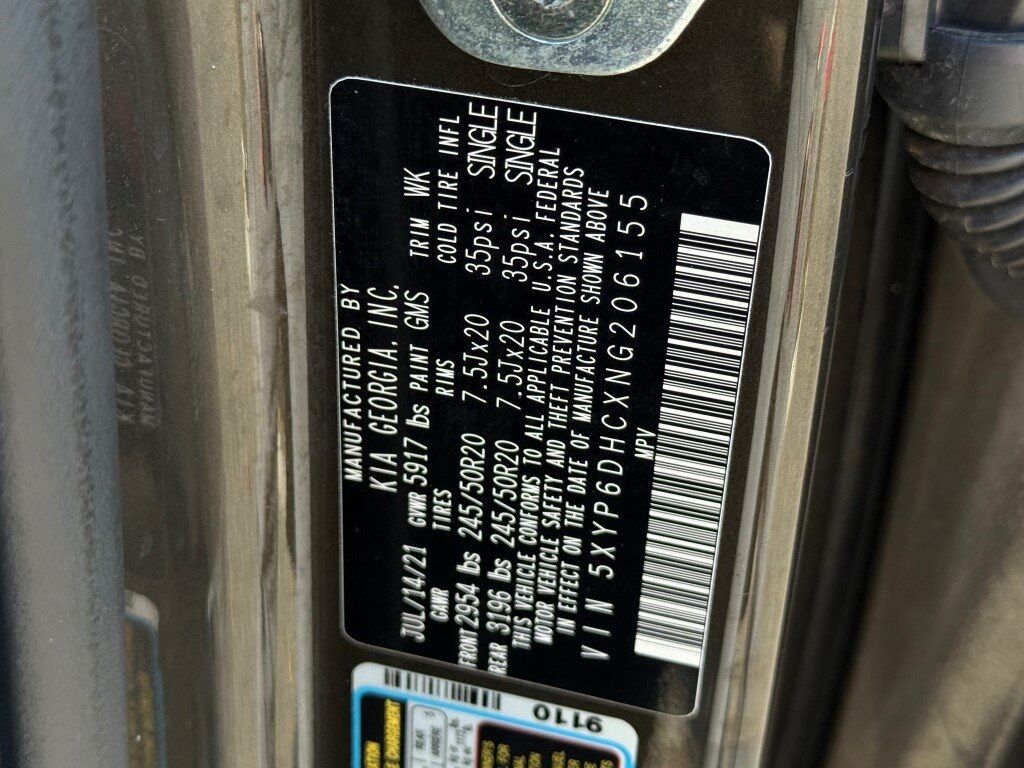 MANUFACTURED BY
KIA GEORGIA, INC.
JUL/14/21 GVWR 5917 lbs PAINT GMS TRIM WK
GAWR TIRES RIMS COLD TIRE INFL
FRONT 2954 lbs 245/50R20 7.5Jx20 35psi SINGLE
REAR 3196 lbs 245/50R20 7.5Jx20 35psi SINGLE
THIS VEHICLE CONFORMS TO ALL APPLICABLE U.S.A. FEDERAL
MOTOR VEHICLE SAFETY AND THEFT PREVENTION STANDARDS
IN EFFECT ON THE DATE OF MANUFACTURE SHOWN ABOVE
VIN 5XYP6DHCXNG206155
MPV
9110
REAR